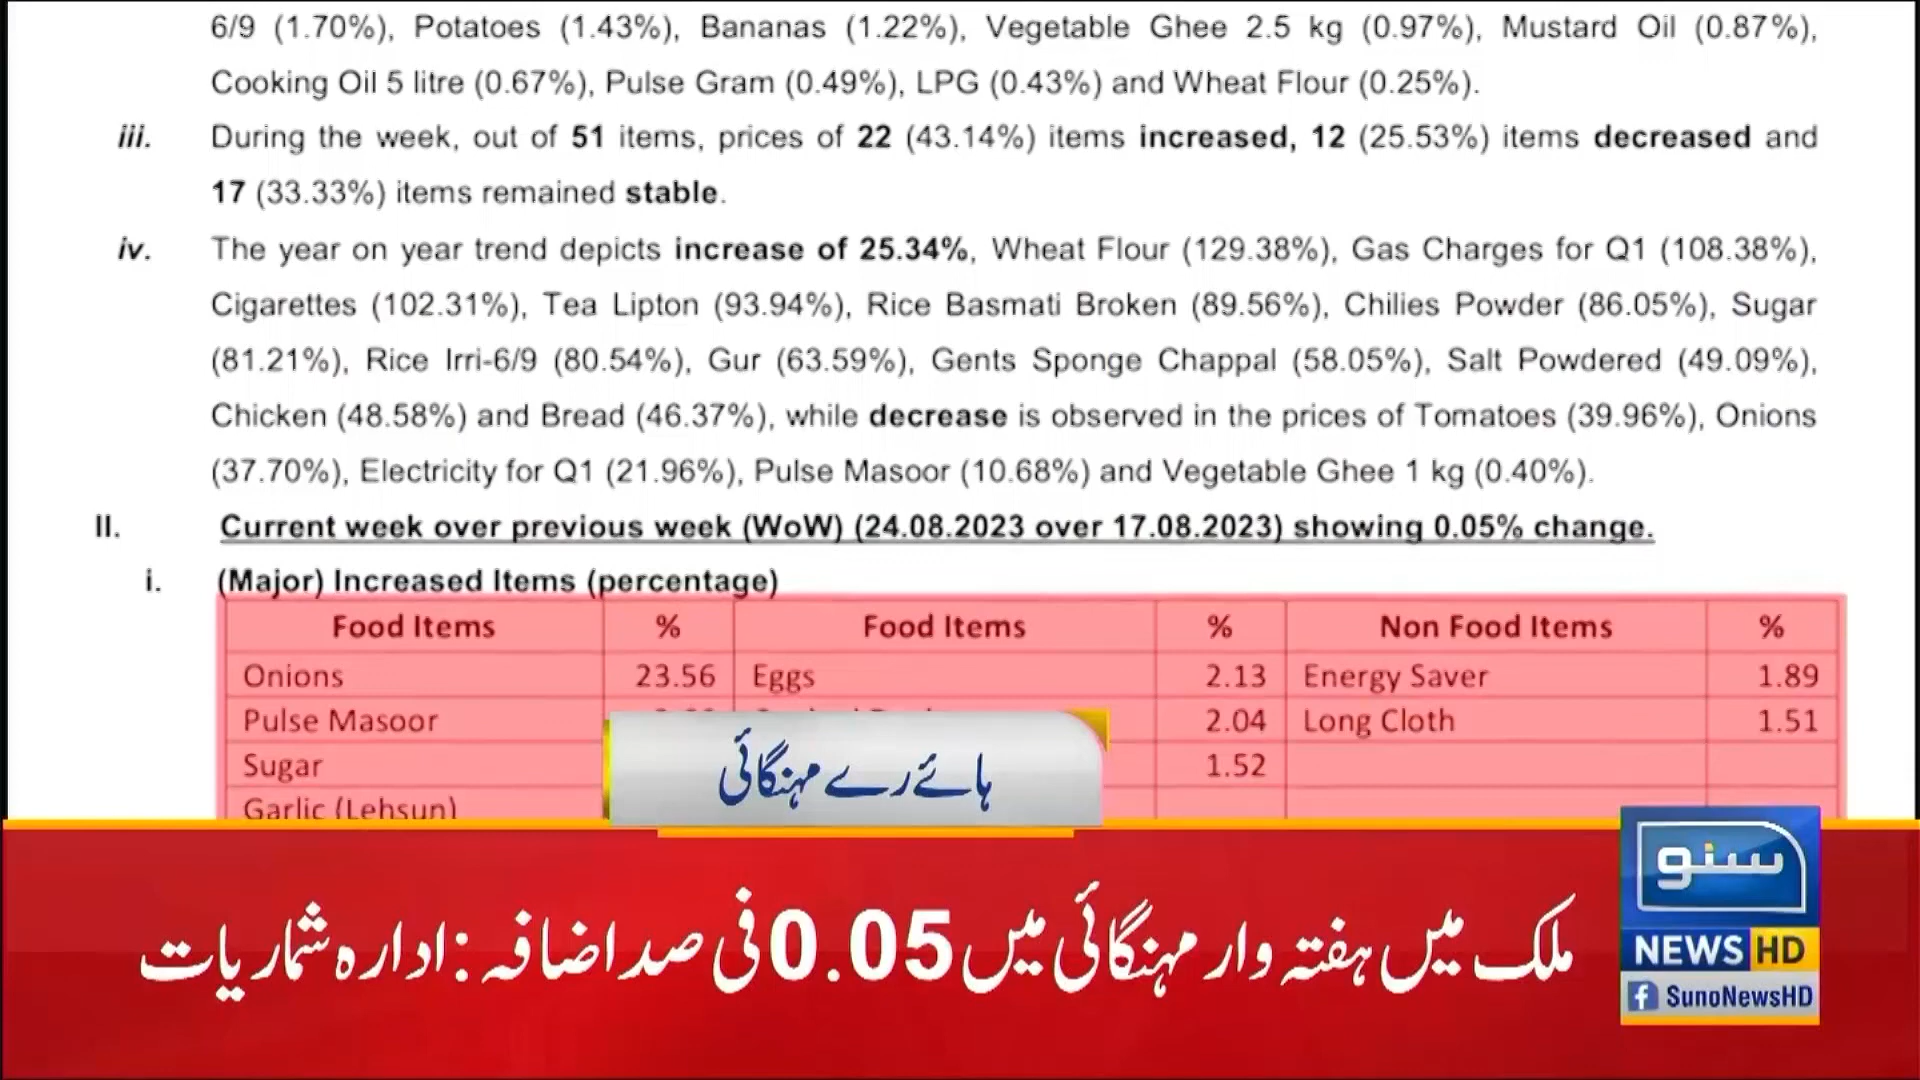 6/9 (1.70%), Potatoes (1.43%), Bananas (1.22%), Vegetable Ghee 2.5 kg (0.97%), Mustard Oil (0.87%),
Cooking Oil 5 litre (0.67%), Pulse Gram (0.49%), LPG (0.43%) and Wheat Flour (0.25%).
iii. During the week, out of 51 items, prices of 22 (43.14%) items increased, 12 (25.53%) items decreased and
17 (33.33%) items remained stable.
iv. The year on year trend depicts increase of 25.34%, Wheat Flour (129.38%), Gas Charges for Q1 (108.38%),
Cigarettes (102.31%), Tea Lipton (93.94%), Rice Basmati Broken (89.56%), Chilies Powder (86.05%), Sugar
(81.21%), Rice Irri-6/9 (80.54%), Gur (63.59%), Gents Sponge Chappal (58.05%), Salt Powdered (49.09%),
Chicken (48.58%) and Bread (46.37%), while decrease is observed in the prices of Tomatoes (39.96%), Onions
(37.70%), Electricity for Q1 (21.96%), Pulse Masoor (10.68%) and Vegetable Ghee 1 kg (0.40%).
II. Current week over previous week (WoW) (24.08.2023 over 17.08.2023) showing 0.05% change.
i. (Major) Increased Items (percentage)
Food Items % Food Items % Non Food Items %
Onions 23.56 Eggs 2.13 Energy Saver 1.89
Pulse Masoor 2.04 Long Cloth 1.51
Sugar 1.52
Garlic (Lehsun)
ہائے رے مہنگائی
ملک میں ہفتہ وار مہنگائی میں 0.05 فی صد اضافہ : ادارہ شماریات
سنو
NEWS HD
SunoNewsHD